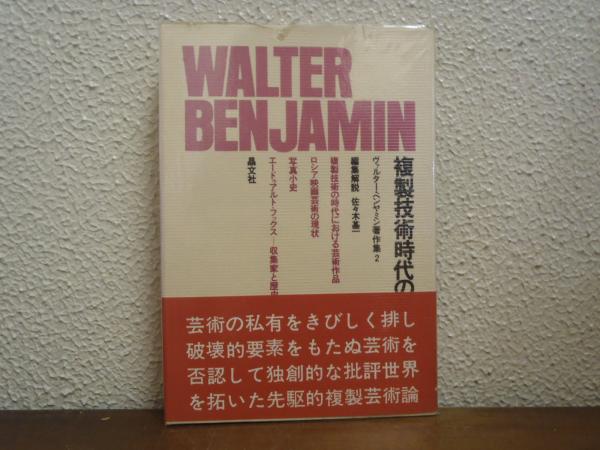 WALTER
BENJAMIN
複製技術時代の
ヴァルター・ベンヤミン著作集 2
編集解説 佐々木基一
複製技術の時代における芸術作品
ロシア映画芸術の現状
写真小史
エードゥアルト・フックス―収集家と歴史
晶文社
芸術の私有をきびしく排し
破壊的要素をもたぬ芸術を
否認して独創的な批評世界
を拓いた先駆的複製芸術論